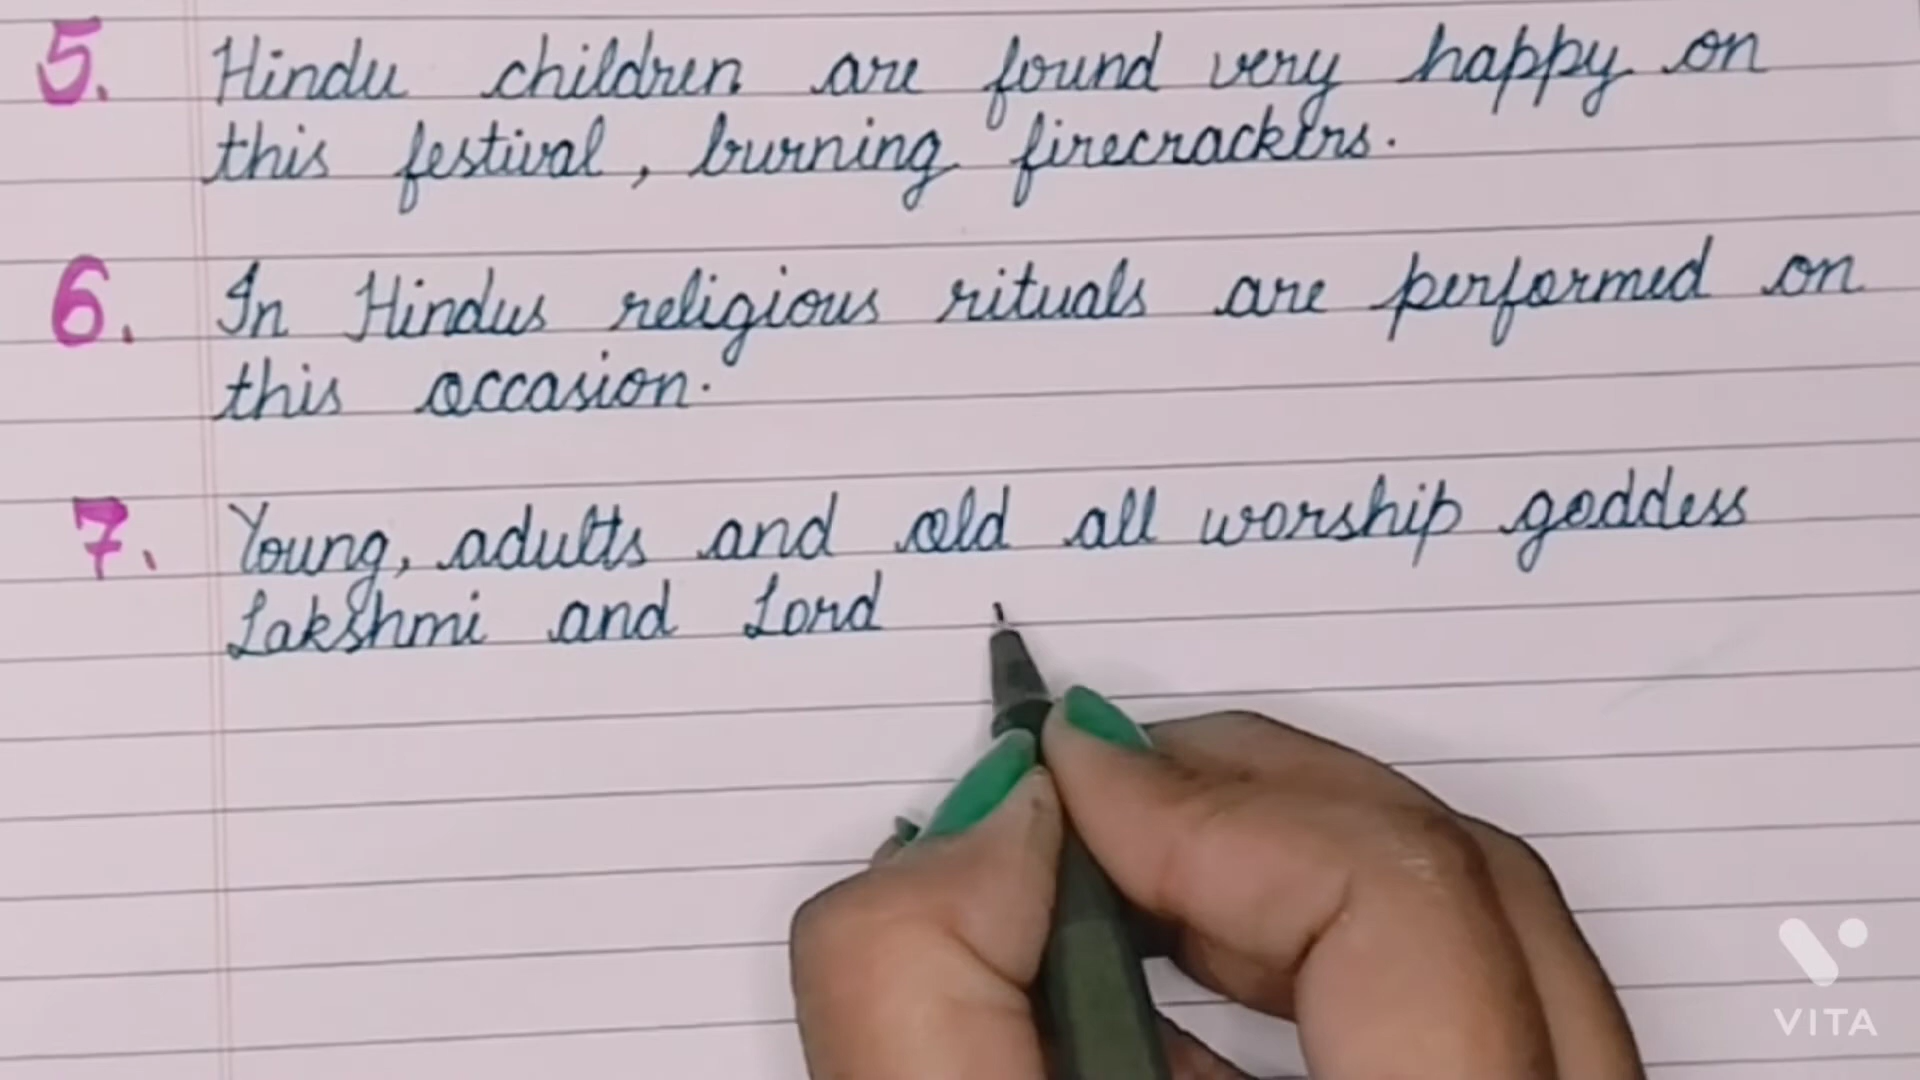 5. Hindu children are found very happy on
this festival, burning firecrackers.
6. In Hindus religious rituals are performed on
this occasion.
7. Young, adults and old all worship goddess
Lakshmi and Lord
VITA